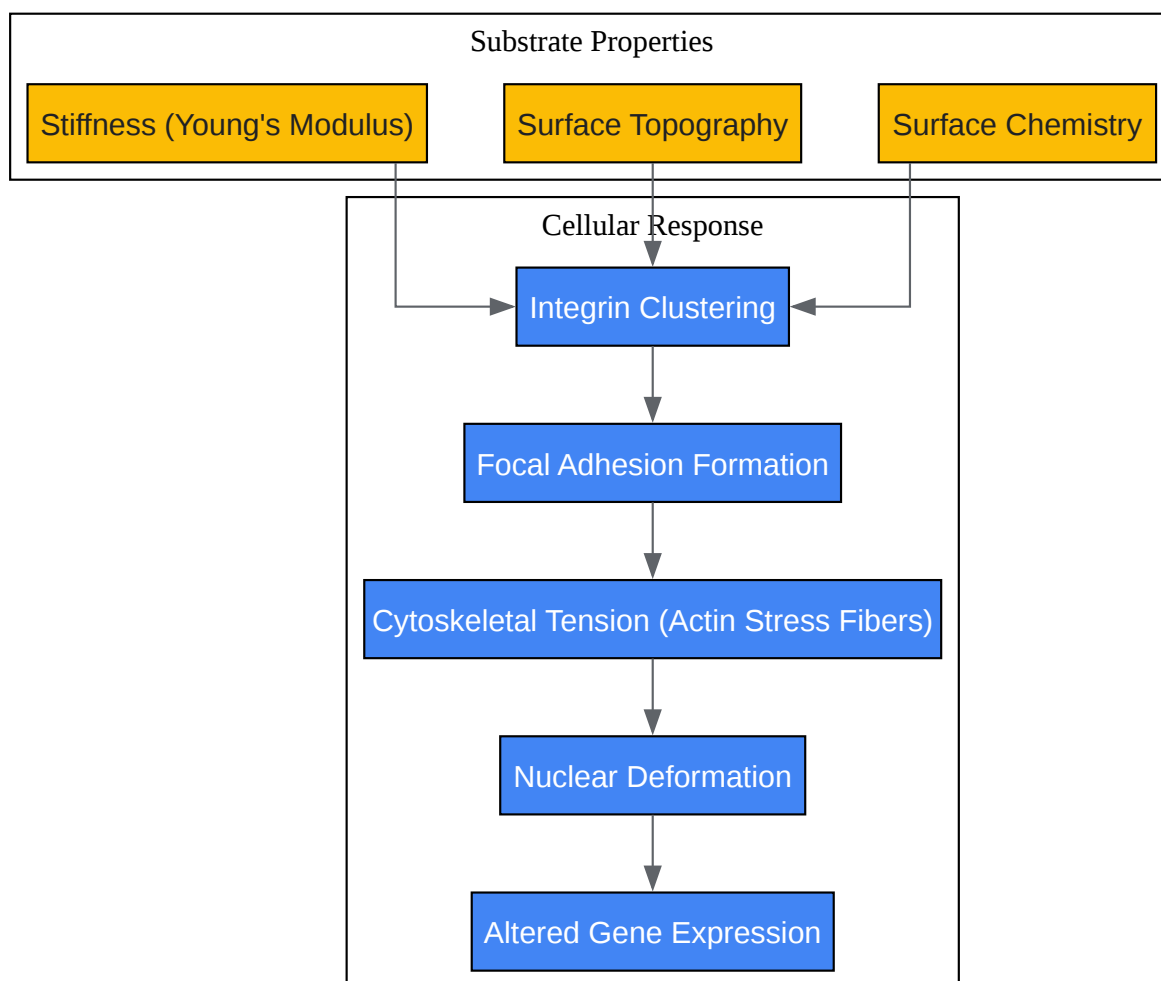 Substrate Properties
Stiffness (Young's Modulus)
Surface Topography
Surface Chemistry
Cellular Response
Integrin Clustering
Focal Adhesion Formation
Cytoskeletal Tension (Actin Stress Fibers)
Nuclear Deformation
Altered Gene Expression